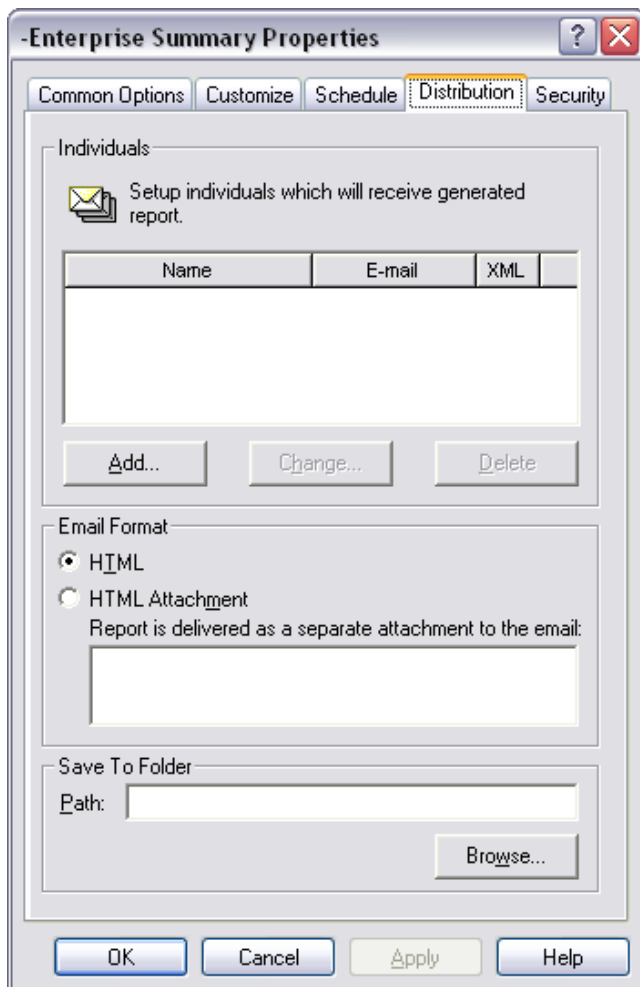 -Enterprise Summary Properties
?
Common Options Customize Schedule Distribution Security
Individuals
Setup individuals which will receive generated
report.
Name E-mail XML
Add... Change... Delete
Email Format
HTML
HTML Attachment
Report is delivered as a separate attachment to the email:
Save To Folder
Path:
Browse...
OK Cancel Apply Help